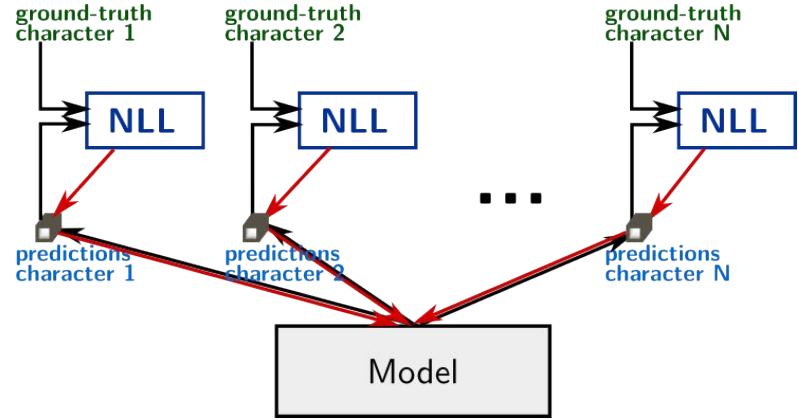 ground-truth
character 1
ground-truth
character 2
ground-truth
character N
NLL
NLL
NLL
...
predictions
character 1
predictions
character 2
predictions
character N
Model